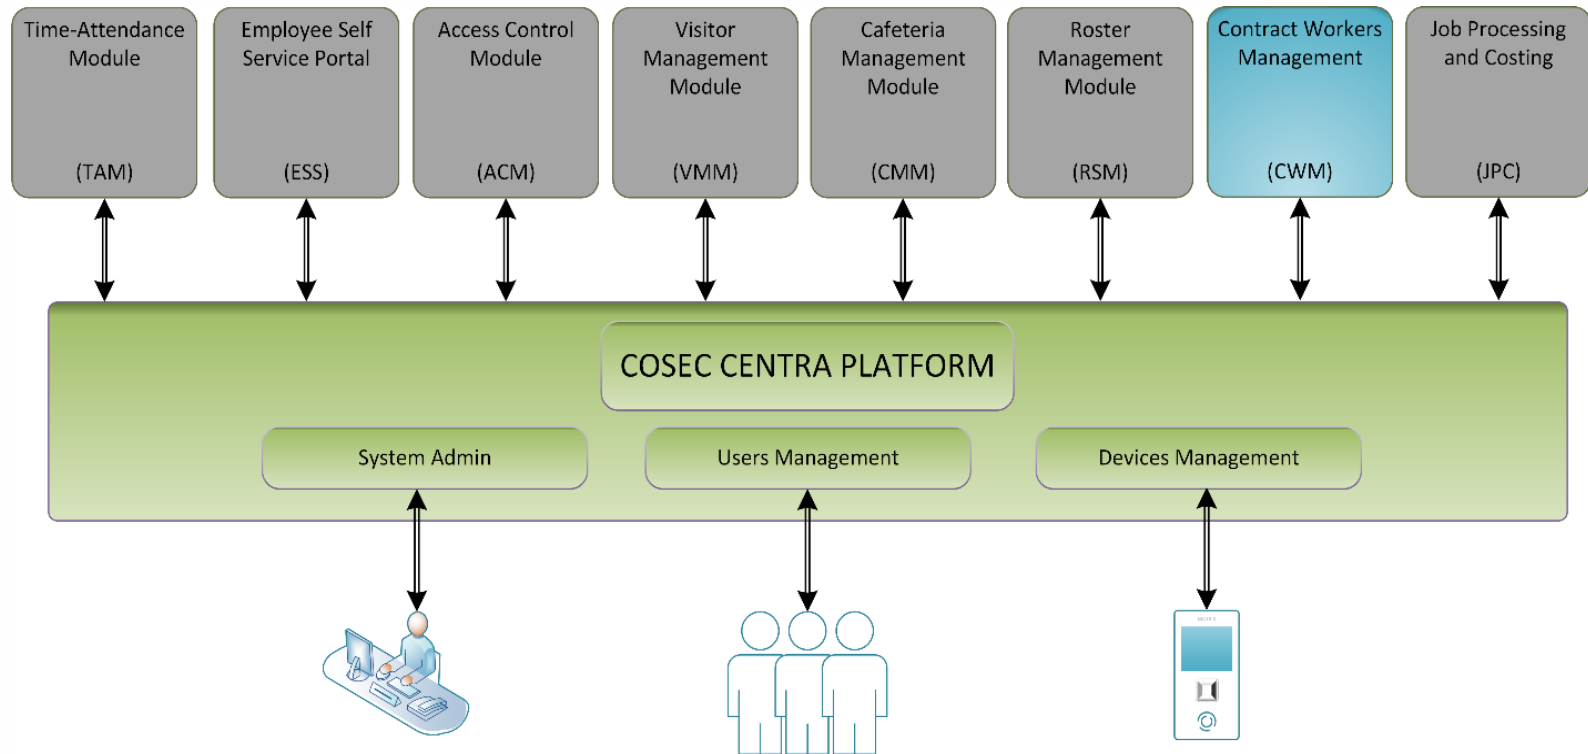 Time-Attendance
Module
(TAM)
Employee Self
Service Portal
(ESS)
Access Control
Module
(ACM)
Visitor
Management
Module
(VMM)
Cafeteria
Management
Module
(CMM)
Roster
Management
Module
(RSM)
Contract Workers
Management
(CWM)
Job Processing
and Costing
(JPC)
COSEC CENTRA PLATFORM
System Admin
Users Management
Devices Management